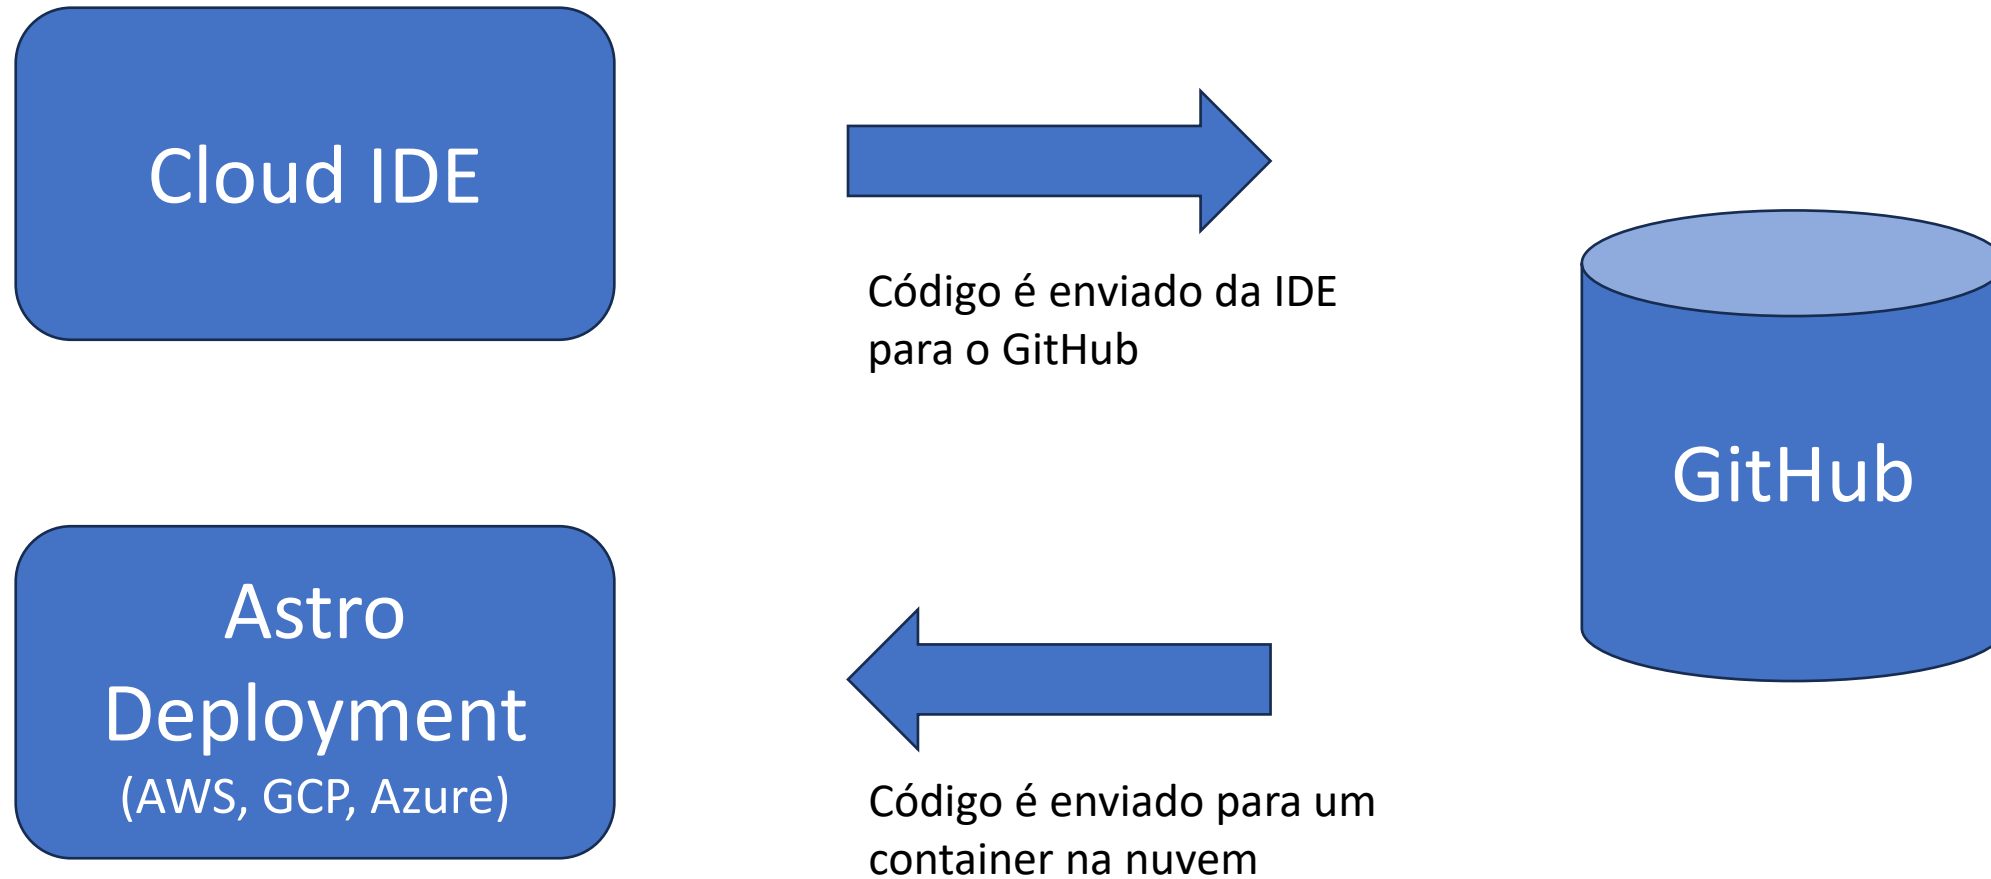 Cloud IDE
Código é enviado da IDE
para o GitHub
GitHub
Astro
Deployment
(AWS, GCP, Azure)
Código é enviado para um
container na nuvem